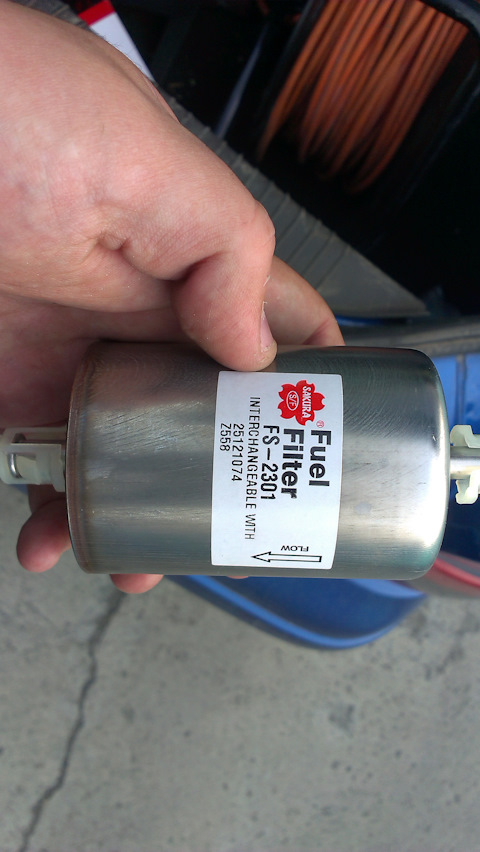 SAKURA
S/F
®
Fuel
Filter
FS-2301
INTERCHANGEABLE WITH
25121074
Z558
FLOW